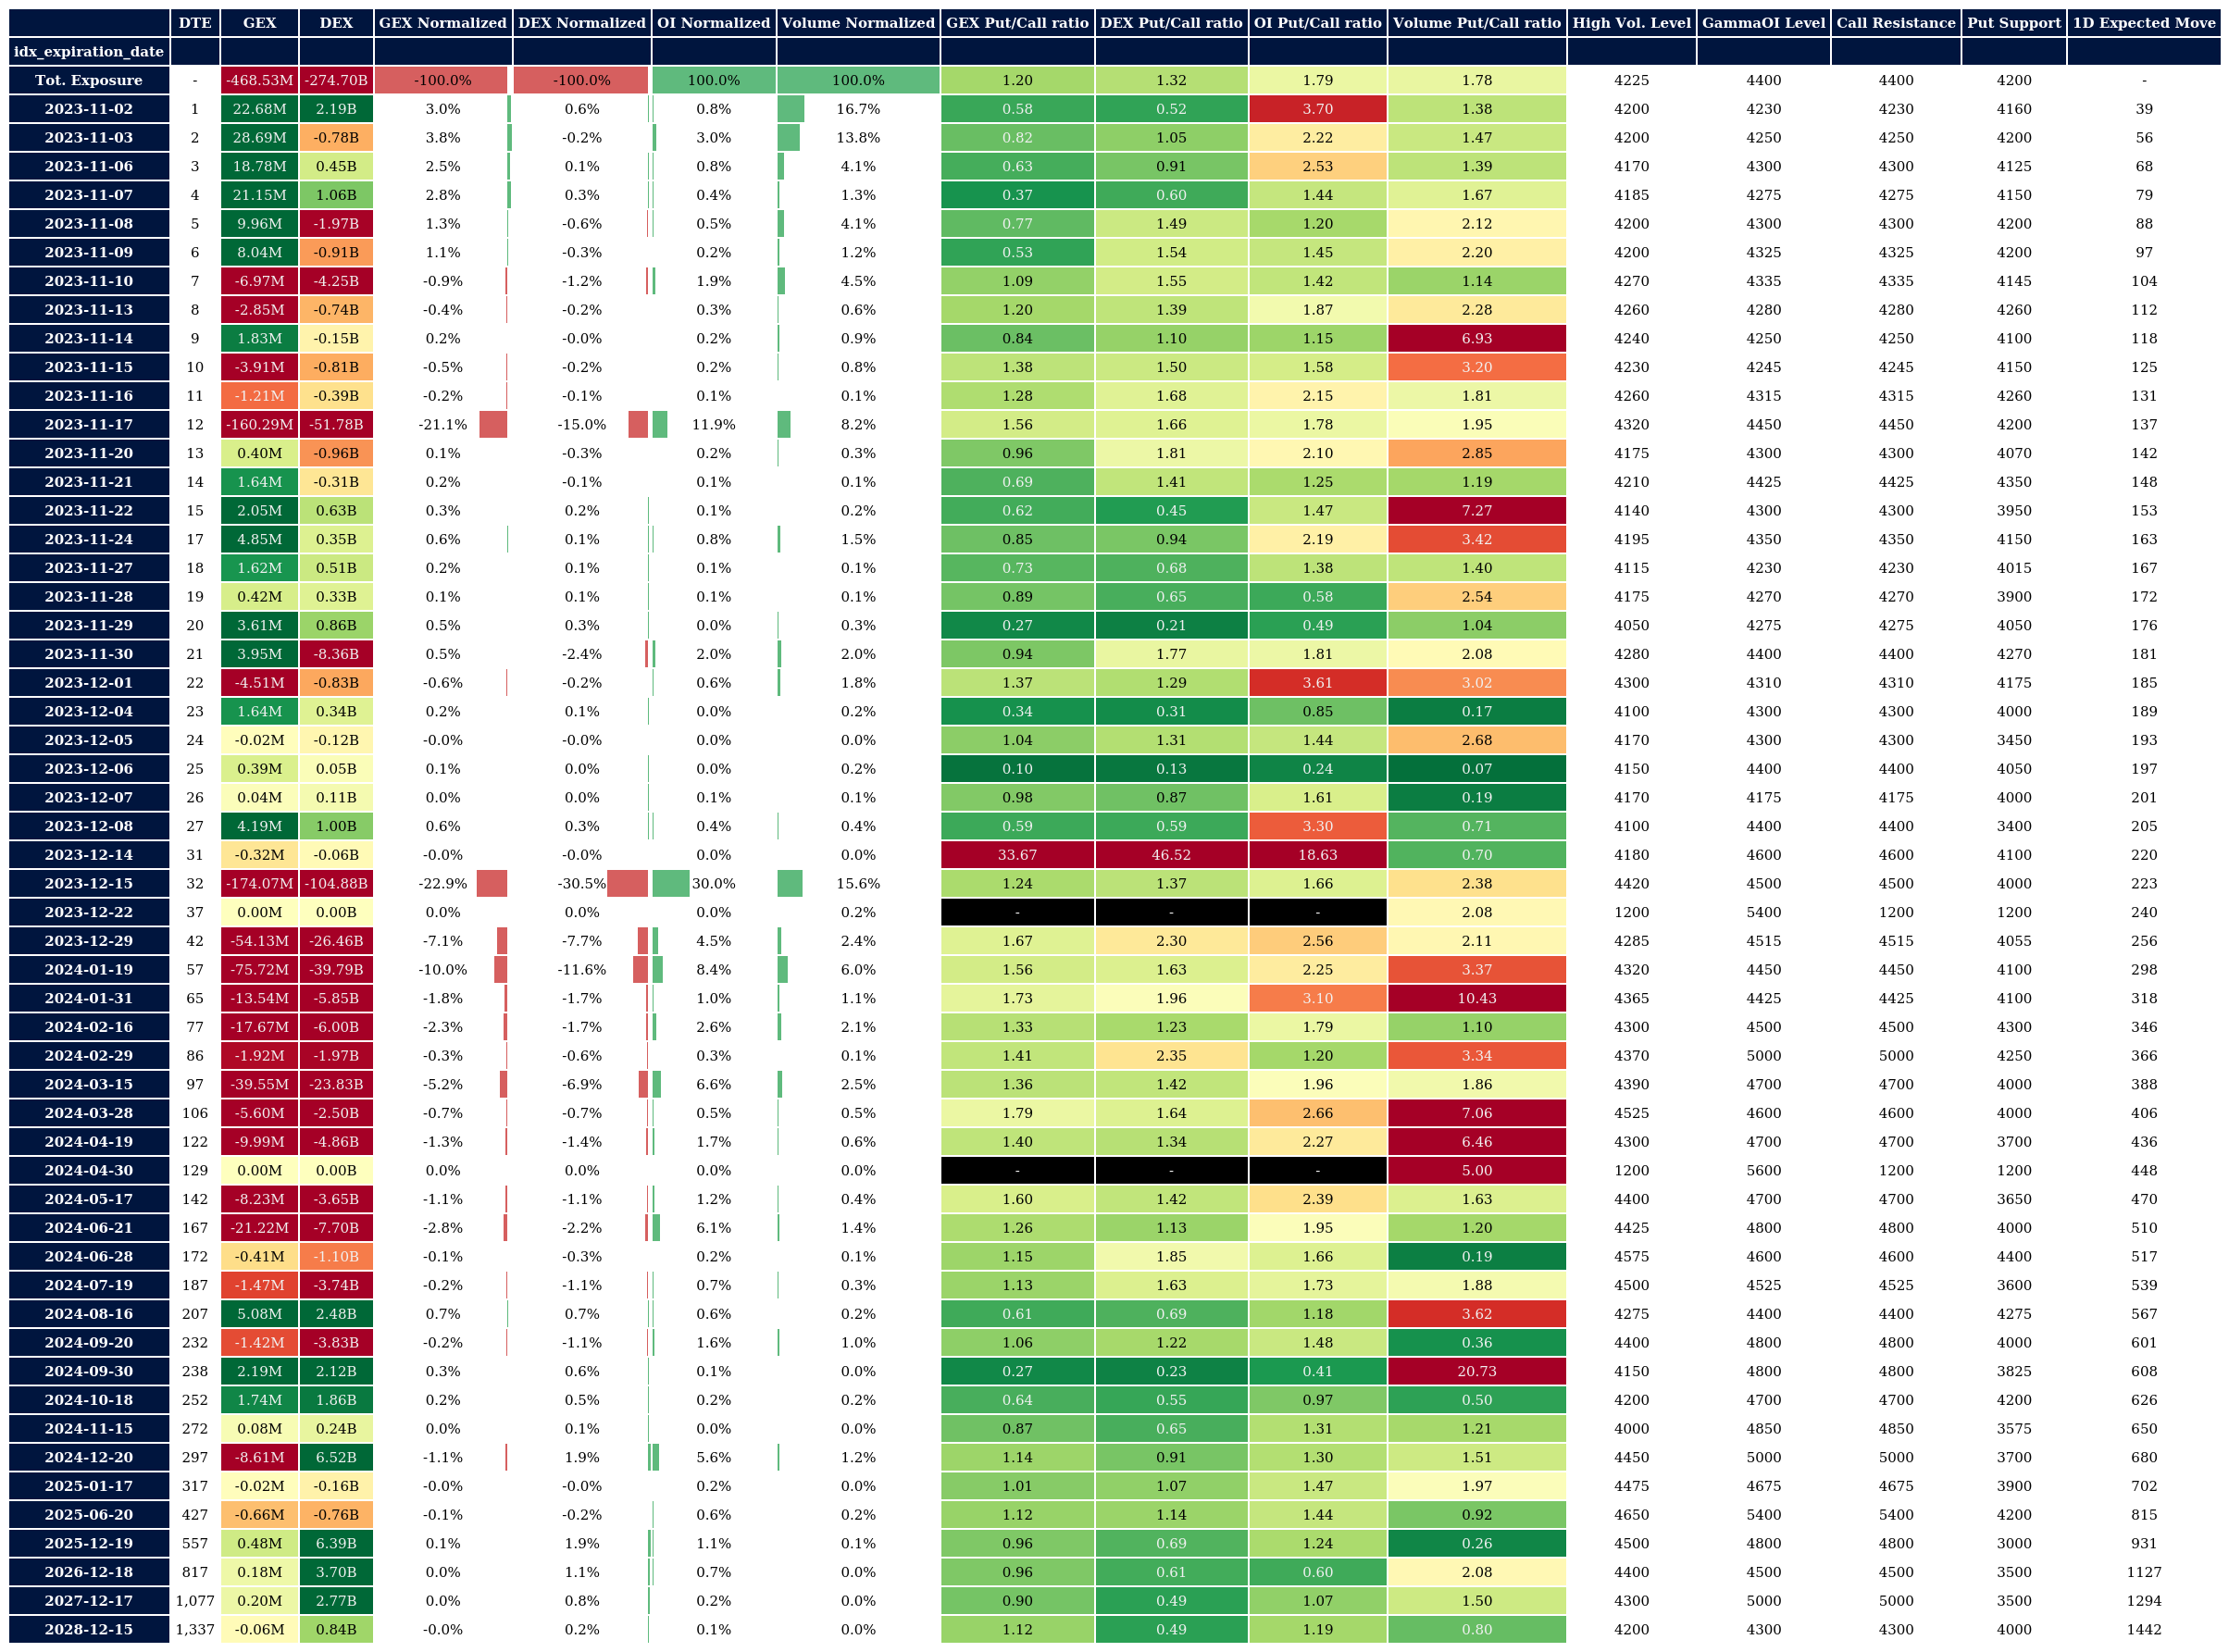 DTE GEX DEX GEX Normalized DEX Normalized OI Normalized Volume Normalized GEX Put/Call ratio DEX Put/Call ratio OI Put/Call ratio Volume Put/Call ratio High Vol. Level GammaOI Level Call Resistance Put Support 1D Expected Move
idx_expiration_date
Tot. Exposure - -468.53M -274.70B -100.0% -100.0% 100.0% 100.0% 1.20 1.32 1.79 1.78 4225 4400 4400 4200 -
2023-11-02 1 22.68M 2.19B 3.0% 0.6% 0.8% 16.7% 0.58 0.52 3.70 1.38 4200 4230 4230 4160 39
2023-11-03 2 28.69M -0.78B 3.8% -0.2% 3.0% 13.8% 0.82 1.05 2.22 1.47 4200 4250 4250 4200 56
2023-11-06 3 18.78M 0.45B 2.5% 0.1% 0.8% 4.1% 0.63 0.91 2.53 1.39 4170 4300 4300 4125 68
2023-11-07 4 21.15M 1.06B 2.8% 0.3% 0.4% 1.3% 0.37 0.60 1.44 1.67 4185 4275 4275 4150 79
2023-11-08 5 9.96M -1.97B 1.3% -0.6% 0.5% 4.1% 0.77 1.49 1.20 2.12 4200 4300 4300 4200 88
2023-11-09 6 8.04M -0.91B 1.1% -0.3% 0.2% 1.2% 0.53 1.54 1.45 2.20 4200 4325 4325 4200 97
2023-11-10 7 -6.97M -4.25B -0.9% -1.2% 1.9% 4.5% 1.09 1.55 1.42 1.14 4270 4335 4335 4145 104
2023-11-13 8 -2.85M -0.74B -0.4% -0.2% 0.3% 0.6% 1.20 1.39 1.87 2.28 4260 4280 4280 4260 112
2023-11-14 9 1.83M -0.15B 0.2% -0.0% 0.2% 0.9% 0.84 1.10 1.15 6.93 4240 4250 4250 4100 118
2023-11-15 10 -3.91M -0.81B -0.5% -0.2% 0.2% 0.8% 1.38 1.50 1.58 3.20 4230 4245 4245 4150 125
2023-11-16 11 -1.21M -0.39B -0.2% -0.1% 0.1% 0.1% 1.28 1.68 2.15 1.81 4260 4315 4315 4260 131
2023-11-17 12 -160.29M -51.78B -21.1% -15.0% 11.9% 8.2% 1.56 1.66 1.78 1.95 4320 4450 4450 4200 137
2023-11-20 13 0.40M -0.96B 0.1% -0.3% 0.2% 0.3% 0.96 1.81 2.10 2.85 4175 4300 4300 4070 142
2023-11-21 14 1.64M -0.31B 0.2% -0.1% 0.1% 0.1% 0.69 1.41 1.25 1.19 4210 4425 4425 4350 148
2023-11-22 15 2.05M 0.63B 0.3% 0.2% 0.1% 0.2% 0.62 0.45 1.47 7.27 4140 4300 4300 3950 153
2023-11-24 17 4.85M 0.35B 0.6% 0.1% 0.8% 1.5% 0.85 0.94 2.19 3.42 4195 4350 4350 4150 163
2023-11-27 18 1.62M 0.51B 0.2% 0.1% 0.1% 0.1% 0.73 0.68 1.38 1.40 4115 4230 4230 4015 167
2023-11-28 19 0.42M 0.33B 0.1% 0.1% 0.1% 0.1% 0.89 0.65 0.58 2.54 4175 4270 4270 3900 172
2023-11-29 20 3.61M 0.86B 0.5% 0.3% 0.0% 0.3% 0.27 0.21 0.49 1.04 4050 4275 4275 4050 176
2023-11-30 21 3.95M -8.36B 0.5% -2.4% 2.0% 2.0% 0.94 1.77 1.81 2.08 4280 4400 4400 4270 181
2023-12-01 22 -4.51M -0.83B -0.6% -0.2% 0.6% 1.8% 1.37 1.29 3.61 3.02 4300 4310 4310 4175 185
2023-12-04 23 1.64M 0.34B 0.2% 0.1% 0.0% 0.2% 0.34 0.31 0.85 0.17 4100 4300 4300 4000 189
2023-12-05 24 -0.02M -0.12B -0.0% -0.0% 0.0% 0.0% 1.04 1.31 1.44 2.68 4170 4300 4300 3450 193
2023-12-06 25 0.39M 0.05B 0.1% 0.0% 0.0% 0.2% 0.10 0.13 0.24 0.07 4150 4400 4400 4050 197
2023-12-07 26 0.04M 0.11B 0.0% 0.0% 0.1% 0.1% 0.98 0.87 1.61 0.19 4170 4175 4175 4000 201
2023-12-08 27 4.19M 1.00B 0.6% 0.3% 0.4% 0.4% 0.59 0.59 3.30 0.71 4100 4400 4400 3400 205
2023-12-14 31 -0.32M -0.06B -0.0% -0.0% 0.0% 0.0% 33.67 46.52 18.63 0.70 4180 4600 4600 4100 220
2023-12-15 32 -174.07M -104.88B -22.9% -30.5% 30.0% 15.6% 1.24 1.37 1.66 2.38 4420 4500 4500 4000 223
2023-12-22 37 0.00M 0.00B 0.0% 0.0% 0.0% 0.2% - - - 2.08 1200 5400 1200 1200 240
2023-12-29 42 -54.13M -26.46B -7.1% -7.7% 4.5% 2.4% 1.67 2.30 2.56 2.11 4285 4515 4515 4055 256
2024-01-19 57 -75.72M -39.79B -10.0% -11.6% 8.4% 6.0% 1.56 1.63 2.25 3.37 4320 4450 4450 4100 298
2024-01-31 65 -13.54M -5.85B -1.8% -1.7% 1.0% 1.1% 1.73 1.96 3.10 10.43 4365 4425 4425 4100 318
2024-02-16 77 -17.67M -6.00B -2.3% -1.7% 2.6% 2.1% 1.33 1.23 1.79 1.10 4300 4500 4500 4300 346
2024-02-29 86 -1.92M -1.97B -0.3% -0.6% 0.3% 0.1% 1.41 2.35 1.20 3.34 4370 5000 5000 4250 366
2024-03-15 97 -39.55M -23.83B -5.2% -6.9% 6.6% 2.5% 1.36 1.42 1.96 1.86 4390 4700 4700 4000 388
2024-03-28 106 -5.60M -2.50B -0.7% -0.7% 0.5% 0.5% 1.79 1.64 2.66 7.06 4525 4600 4600 4000 406
2024-04-19 122 -9.99M -4.86B -1.3% -1.4% 1.7% 0.6% 1.40 1.34 2.27 6.46 4300 4700 4700 3700 436
2024-04-30 129 0.00M 0.00B 0.0% 0.0% 0.0% 0.0% - - - 5.00 1200 5600 1200 1200 448
2024-05-17 142 -8.23M -3.65B -1.1% -1.1% 1.2% 0.4% 1.60 1.42 2.39 1.63 4400 4700 4700 3650 470
2024-06-21 167 -21.22M -7.70B -2.8% -2.2% 6.1% 1.4% 1.26 1.13 1.95 1.20 4425 4800 4800 4000 510
2024-06-28 172 -0.41M -1.10B -0.1% -0.3% 0.2% 0.1% 1.15 1.85 1.66 0.19 4575 4600 4600 4400 517
2024-07-19 187 -1.47M -3.74B -0.2% -1.1% 0.7% 0.3% 1.13 1.63 1.73 1.88 4500 4525 4525 3600 539
2024-08-16 207 5.08M 2.48B 0.7% 0.7% 0.6% 0.2% 0.61 0.69 1.18 3.62 4275 4400 4400 4275 567
2024-09-20 232 -1.42M -3.83B -0.2% -1.1% 1.6% 1.0% 1.06 1.22 1.48 0.36 4400 4800 4800 4000 601
2024-09-30 238 2.19M 2.12B 0.3% 0.6% 0.1% 0.0% 0.27 0.23 0.41 20.73 4150 4800 4800 3825 608
2024-10-18 252 1.74M 1.86B 0.2% 0.5% 0.2% 0.2% 0.64 0.55 0.97 0.50 4200 4700 4700 4200 626
2024-11-15 272 0.08M 0.24B 0.0% 0.1% 0.0% 0.0% 0.87 0.65 1.31 1.21 4000 4850 4850 3575 650
2024-12-20 297 -8.61M 6.52B -1.1% 1.9% 5.6% 1.2% 1.14 0.91 1.30 1.51 4450 5000 5000 3700 680
2025-01-17 317 -0.02M -0.16B -0.0% -0.0% 0.2% 0.0% 1.01 1.07 1.47 1.97 4475 4675 4675 3900 702
2025-06-20 427 -0.66M -0.76B -0.1% -0.2% 0.6% 0.2% 1.12 1.14 1.44 0.92 4650 5400 5400 4200 815
2025-12-19 557 0.48M 6.39B 0.1% 1.9% 1.1% 0.1% 0.96 0.69 1.24 0.26 4500 4800 4800 3000 931
2026-12-18 817 0.18M 3.70B 0.0% 1.1% 0.7% 0.0% 0.96 0.61 0.60 2.08 4400 4500 4500 3500 1127
2027-12-17 1,077 0.20M 2.77B 0.0% 0.8% 0.2% 0.0% 0.90 0.49 1.07 1.50 4300 5000 5000 3500 1294
2028-12-15 1,337 -0.06M 0.84B -0.0% 0.2% 0.1% 0.0% 1.12 0.49 1.19 0.80 4200 4300 4300 4000 1442